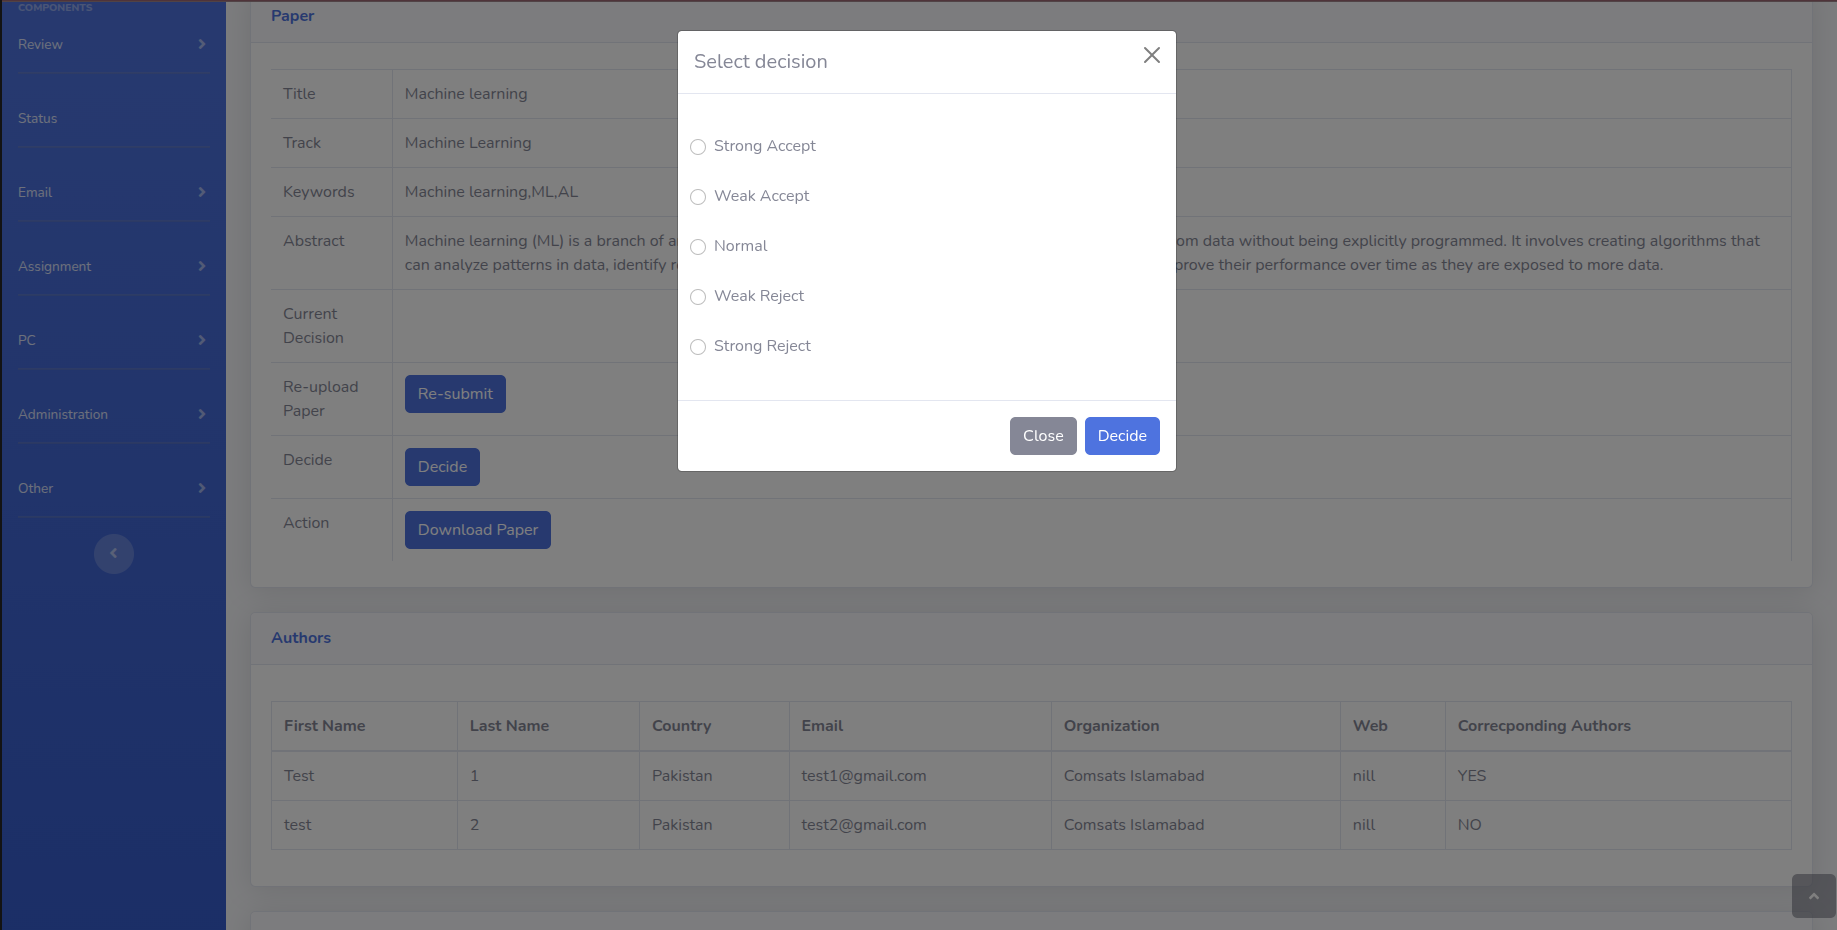 COMPONENTS
Review
Status
Email
Assignment
PC
Administration
Other
Paper
Title
Machine learning
Track
Machine Learning
Keywords
Machine learning,ML,AL
Abstract
Machine learning (ML) is a branch of a
om data without being explicitly programmed. It involves creating algorithms that
can analyze patterns in data, identify r
prove their performance over time as they are exposed to more data.
Current
Decision
Re-upload
Paper
Re-submit
Decide
Decide
Action
Download Paper
Select decision
Strong Accept
Weak Accept
Normal
Weak Reject
Strong Reject
Close
Decide
Authors
First Name Last Name Country Email Organization Web Correcponding Authors
Test 1 Pakistan test1@gmail.com Comsats Islamabad nill YES
test 2 Pakistan test2@gmail.com Comsats Islamabad nill NO